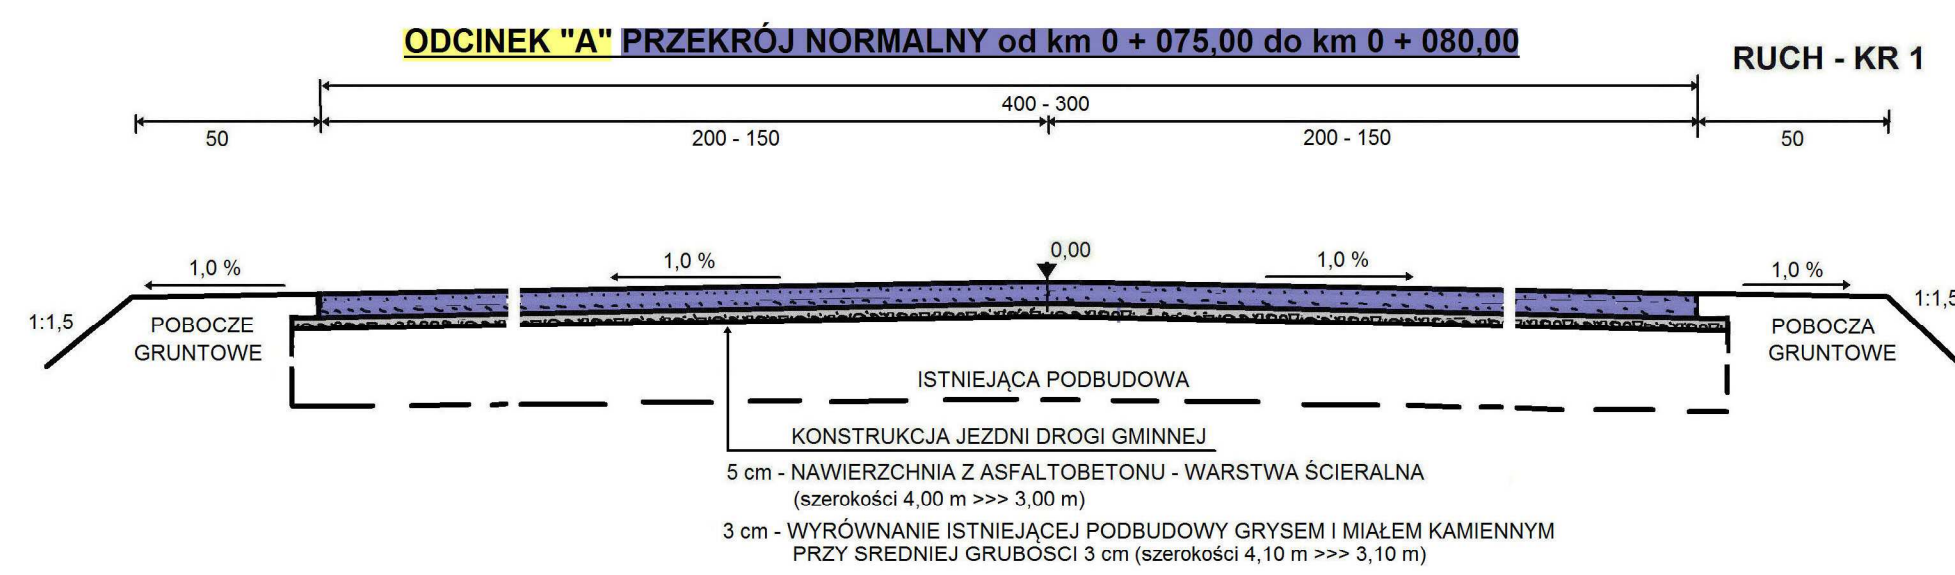 ODCINEK "A" PRZEKRÓJ NORMALNY od km 0 + 075,00 do km 0 + 080,00
RUCH - KR 1
400 - 300
50
200 - 150
200 - 150
50
0,00
1,0 %
1,0 %
1,0 %
1,0 %
1:1,5
1:1,5
POBOCZE
GRUNTOWE
POBOCZA
GRUNTOWE
ISTNIEJĄCA PODBUDOWA
KONSTRUKCJA JEZDNI DROGI GMINNEJ
5 cm - NAWIERZCHNIA Z ASFALTOBETONU - WARSTWA ŚCIERALNA
(szerokości 4,00 m >>> 3,00 m)
3 cm - WYRÓWNANIE ISTNIEJĄCEJ PODBUDOWY GRYSEM I MIAŁEM KAMIENNYM
PRZY SREDNIEJ GRUBOSCI 3 cm (szerokości 4,10 m >>> 3,10 m)